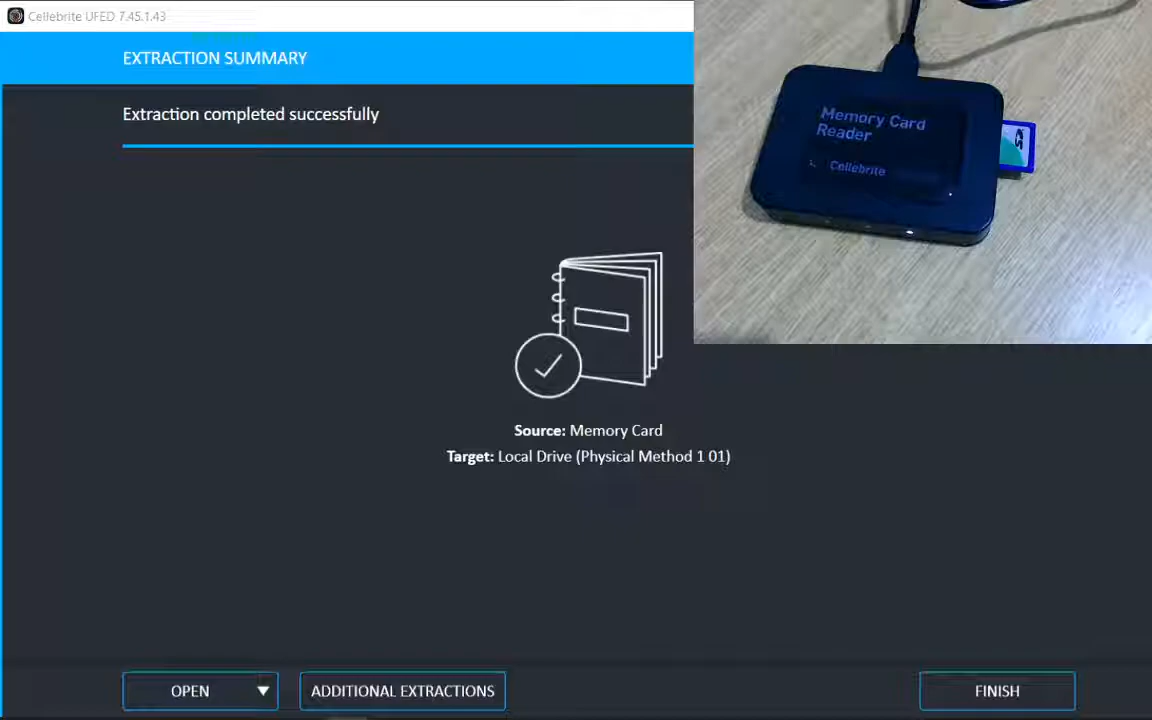 Cellebrite UFED 7.45.1.43
EXTRACTION SUMMARY
Extraction completed successfully
Memory Card
Reader
Cellebrite
Source: Memory Card
Target: Local Drive (Physical Method 1 01)
OPEN
ADDITIONAL EXTRACTIONS
FINISH